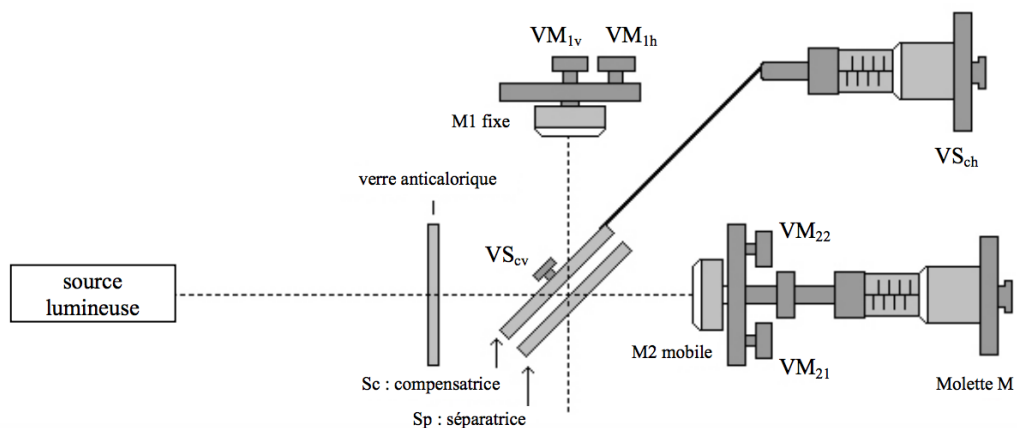 VM1v VM1h
M1 fixe
VSch
verre anticalorique
VScv
VM22
source
lumineuse
M2 mobile
VM21
Sc : compensatrice
Molette M
Sp : séparatrice